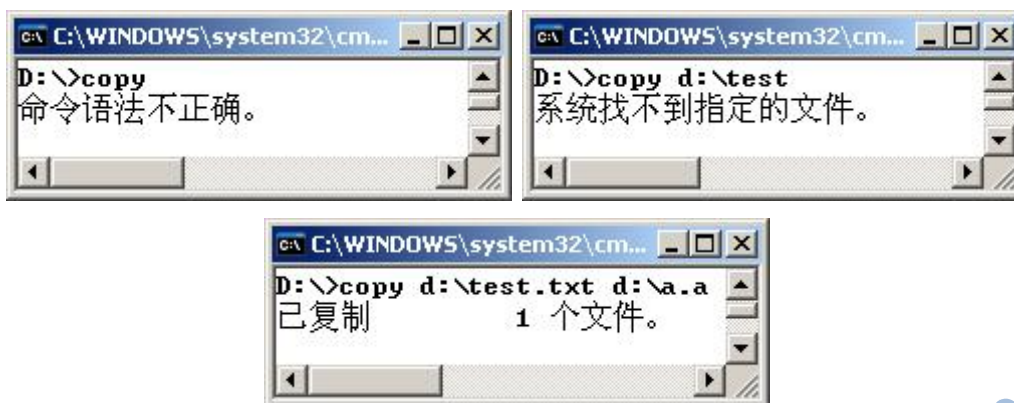 C:\WINDOWS\system32\cm...
D:\>copy
命令语法不正确。
C:\WINDOWS\system32\cm...
D:\>copy d:\test
系统找不到指定的文件。
C:\WINDOWS\system32\cm...
D:\>copy d:\test.txt d:\a.a
已复制         1 个文件。